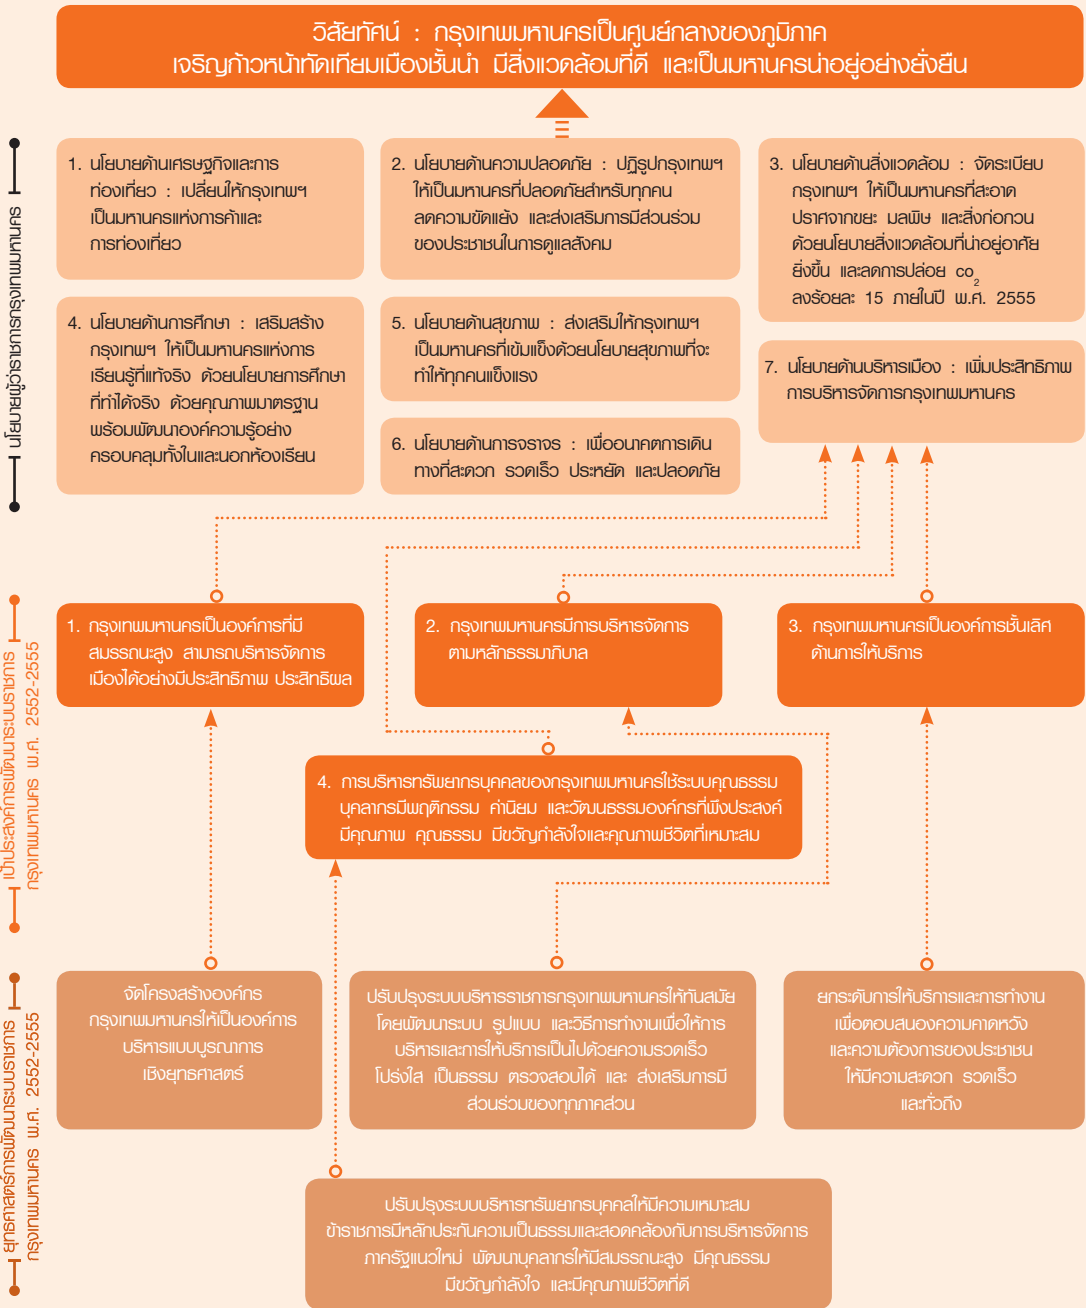 วิสัยทัศน์ : กรุงเทพมหานครเป็นศูนย์กลางของภูมิภาค
เจริญก้าวหน้าทัดเทียมเมืองชั้นนำ มีสิ่งแวดล้อมที่ดี และเป็นมหานครน่าอยู่อย่างยั่งยืน
นโยบายผู้ว่าราชการกรุงเทพมหานคร
1. นโยบายด้านเศรษฐกิจและการ
ท่องเที่ยว : เปลี่ยนให้กรุงเทพฯ
เป็นมหานครแห่งการค้าและ
การท่องเที่ยว
2. นโยบายด้านความปลอดภัย : ปฏิรูปกรุงเทพฯ
ให้เป็นมหานครที่ปลอดภัยสำหรับทุกคน
ลดความขัดแย้ง และส่งเสริมการมีส่วนร่วม
ของประชาชนในการดูแลสังคม
3. นโยบายด้านสิ่งแวดล้อม : จัดระเบียบ
กรุงเทพฯ ให้เป็นมหานครที่สะอาด
ปราศจากขยะ มลพิษ และสิ่งก่อกวน
ด้วยนโยบายสิ่งแวดล้อมที่น่าอยู่อาศัย
ยิ่งขึ้น และลดการปล่อย co2
ลงร้อยละ 15 ภายในปี พ.ศ. 2555
4. นโยบายด้านการศึกษา : เสริมสร้าง
กรุงเทพฯ ให้เป็นมหานครแห่งการ
เรียนรู้ที่แท้จริง ด้วยนโยบายการศึกษา
ที่ทำได้จริง ด้วยคุณภาพมาตรฐาน
พร้อมพัฒนาองค์ความรู้อย่าง
ครอบคลุมทั้งในและนอกห้องเรียน
5. นโยบายด้านสุขภาพ : ส่งเสริมให้กรุงเทพฯ
เป็นมหานครที่เข้มแข็งด้วยนโยบายสุขภาพที่จะ
ทำให้ทุกคนแข็งแรง
6. นโยบายด้านการจราจร : เพื่ออนาคตการเดิน
ทางที่สะดวก รวดเร็ว ประหยัด และปลอดภัย
7. นโยบายด้านบริหารเมือง : เพิ่มประสิทธิภาพ
การบริหารจัดการกรุงเทพมหานคร
เป้าประสงค์การพัฒนาระบบราชการ
กรุงเทพมหานคร พ.ศ. 2552-2555
1. กรุงเทพมหานครเป็นองค์การที่มี
สมรรถนะสูง สามารถบริหารจัดการ
เมืองได้อย่างมีประสิทธิภาพ ประสิทธิผล
2. กรุงเทพมหานครมีการบริหารจัดการ
ตามหลักธรรมาภิบาล
3. กรุงเทพมหานครเป็นองค์การชั้นเลิศ
ด้านการให้บริการ
4. การบริหารทรัพยากรบุคคลของกรุงเทพมหานครใช้ระบบคุณธรรม
บุคลากรมีพฤติกรรม ค่านิยม และวัฒนธรรมองค์กรที่พึงประสงค์
มีคุณภาพ คุณธรรม มีขวัญกำลังใจและคุณภาพชีวิตที่เหมาะสม
ยุทธศาสตร์การพัฒนาระบบราชการ
กรุงเทพมหานคร พ.ศ. 2552-2555
จัดโครงสร้างองค์กร
กรุงเทพมหานครให้เป็นองค์การ
บริหารแบบบูรณาการ
เชิงยุทธศาสตร์
ปรับปรุงระบบบริหารราชการกรุงเทพมหานครให้ทันสมัย
โดยพัฒนาระบบ รูปแบบ และวิธีการทำงานเพื่อให้การ
บริหารและการให้บริการเป็นไปด้วยความรวดเร็ว
โปร่งใส เป็นธรรม ตรวจสอบได้ และ ส่งเสริมการมี
ส่วนร่วมของทุกภาคส่วน
ยกระดับการให้บริการและการทำงาน
เพื่อตอบสนองความคาดหวัง
และความต้องการของประชาชน
ให้มีความสะดวก รวดเร็ว
และทั่วถึง
ปรับปรุงระบบบริหารทรัพยากรบุคคลให้มีความเหมาะสม
ข้าราชการมีหลักประกันความเป็นธรรมและสอดคล้องกับการบริหารจัดการ
ภาครัฐแนวใหม่ พัฒนาบุคลากรให้มีสมรรถนะสูง มีคุณธรรม
มีขวัญกำลังใจ และมีคุณภาพชีวิตที่ดี